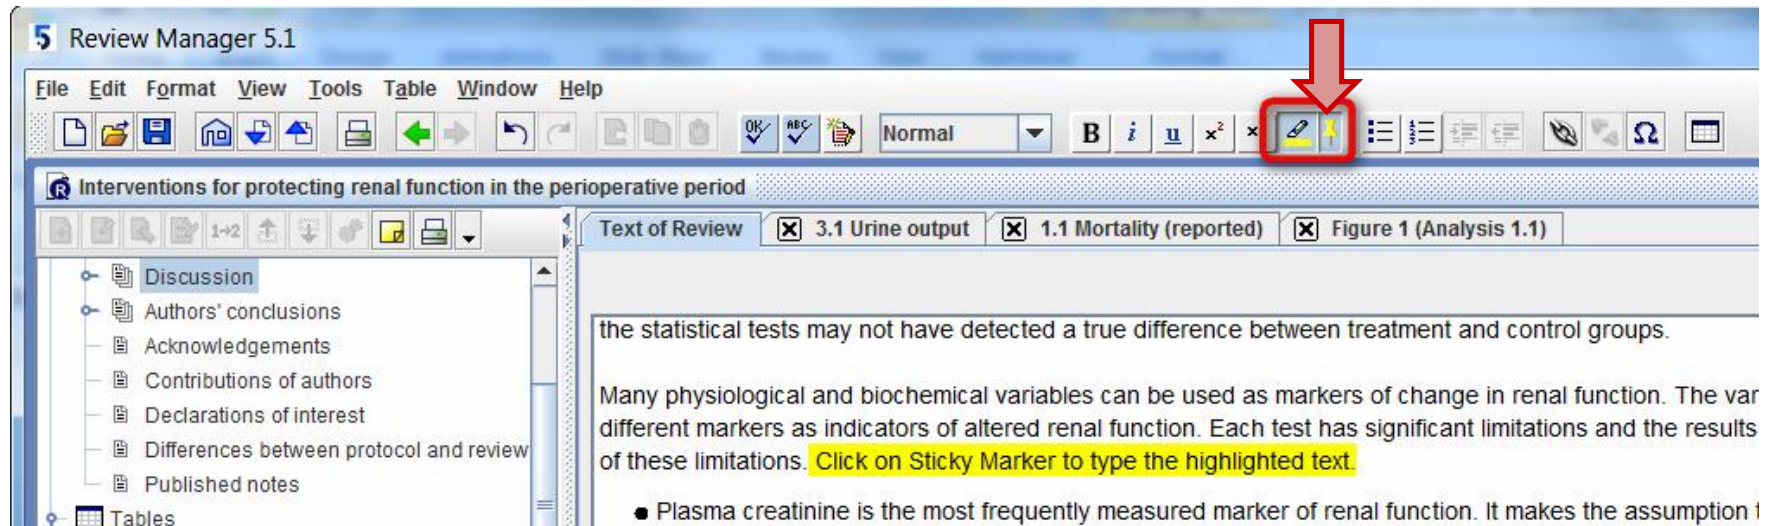 5 Review Manager 5.1
File Edit Format View Tools Table Window Help
OK ABC Normal B i u x² × Ω
Interventions for protecting renal function in the perioperative period
1→2
Text of Review 3.1 Urine output 1.1 Mortality (reported) Figure 1 (Analysis 1.1)
Discussion
Authors' conclusions
Acknowledgements
Contributions of authors
Declarations of interest
Differences between protocol and review
Published notes
Tables
the statistical tests may not have detected a true difference between treatment and control groups.
Many physiological and biochemical variables can be used as markers of change in renal function. The var
different markers as indicators of altered renal function. Each test has significant limitations and the results
of these limitations. Click on Sticky Marker to type the highlighted text.
• Plasma creatinine is the most frequently measured marker of renal function. It makes the assumption t